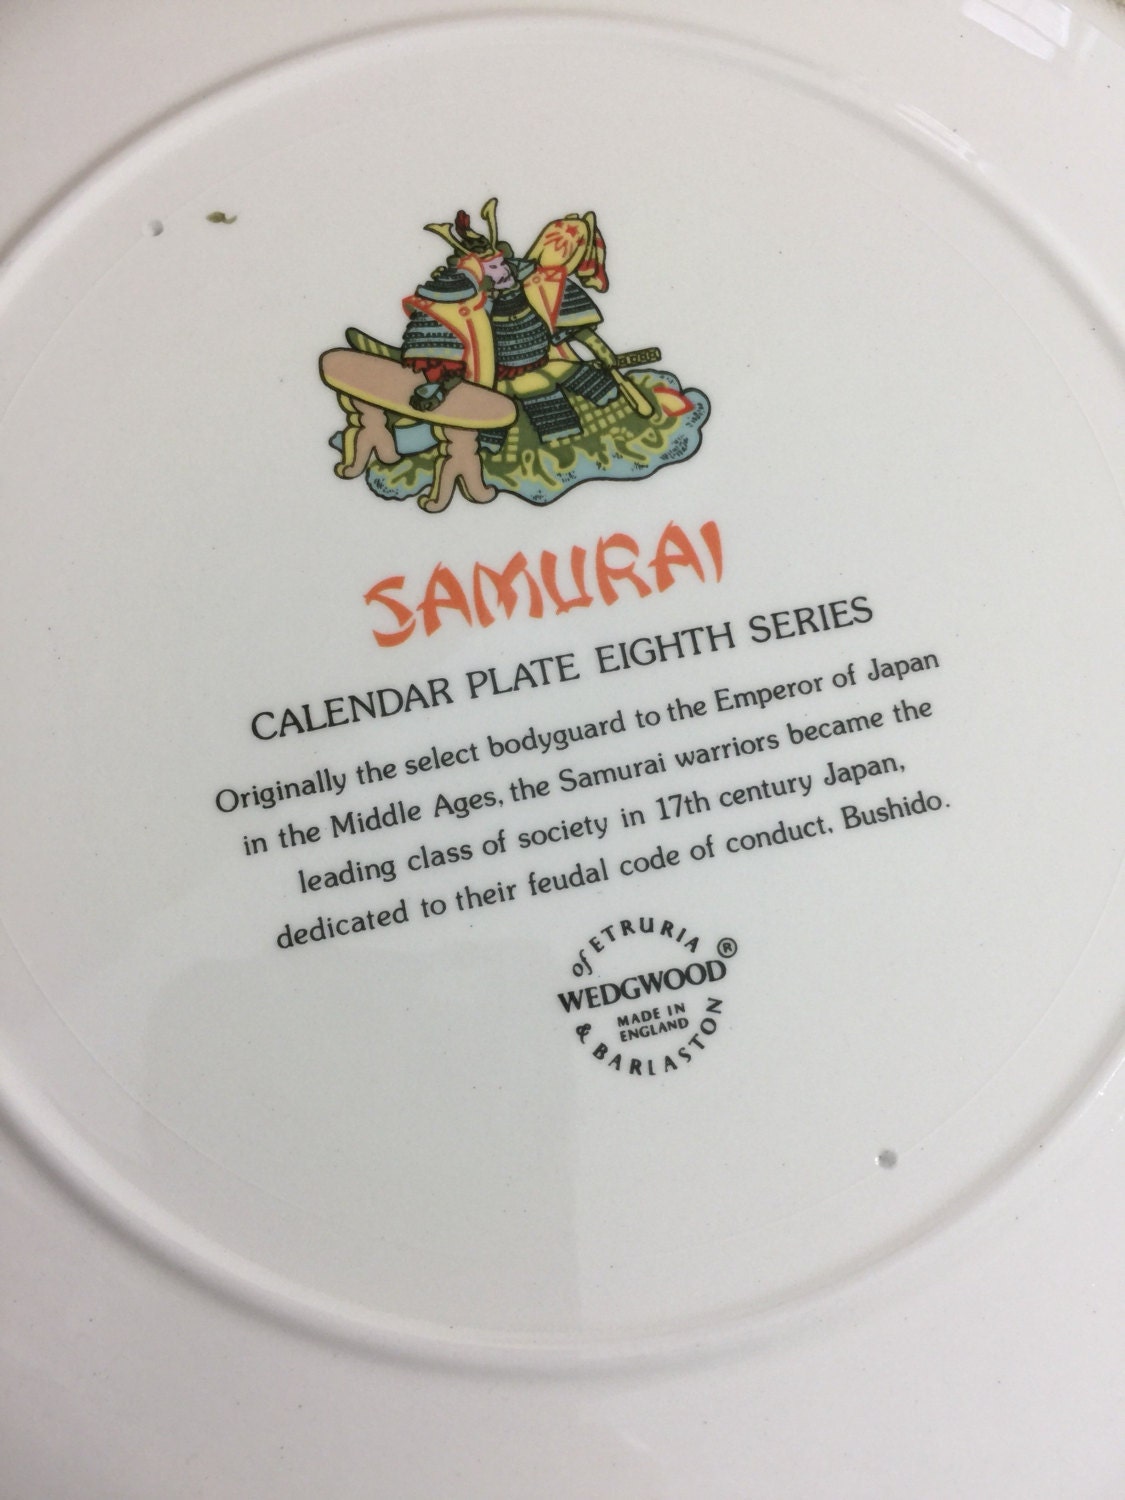 SAMURAI
CALENDAR PLATE EIGHTH SERIES
Originally the select bodyguard to the Emperor of Japan
in the Middle Ages, the Samurai warriors became the
leading class of society in 17th century Japan,
dedicated to their feudal code of conduct, Bushido.
of ETRURIA
WEDGWOOD ®
MADE IN
ENGLAND
& BARLASTON